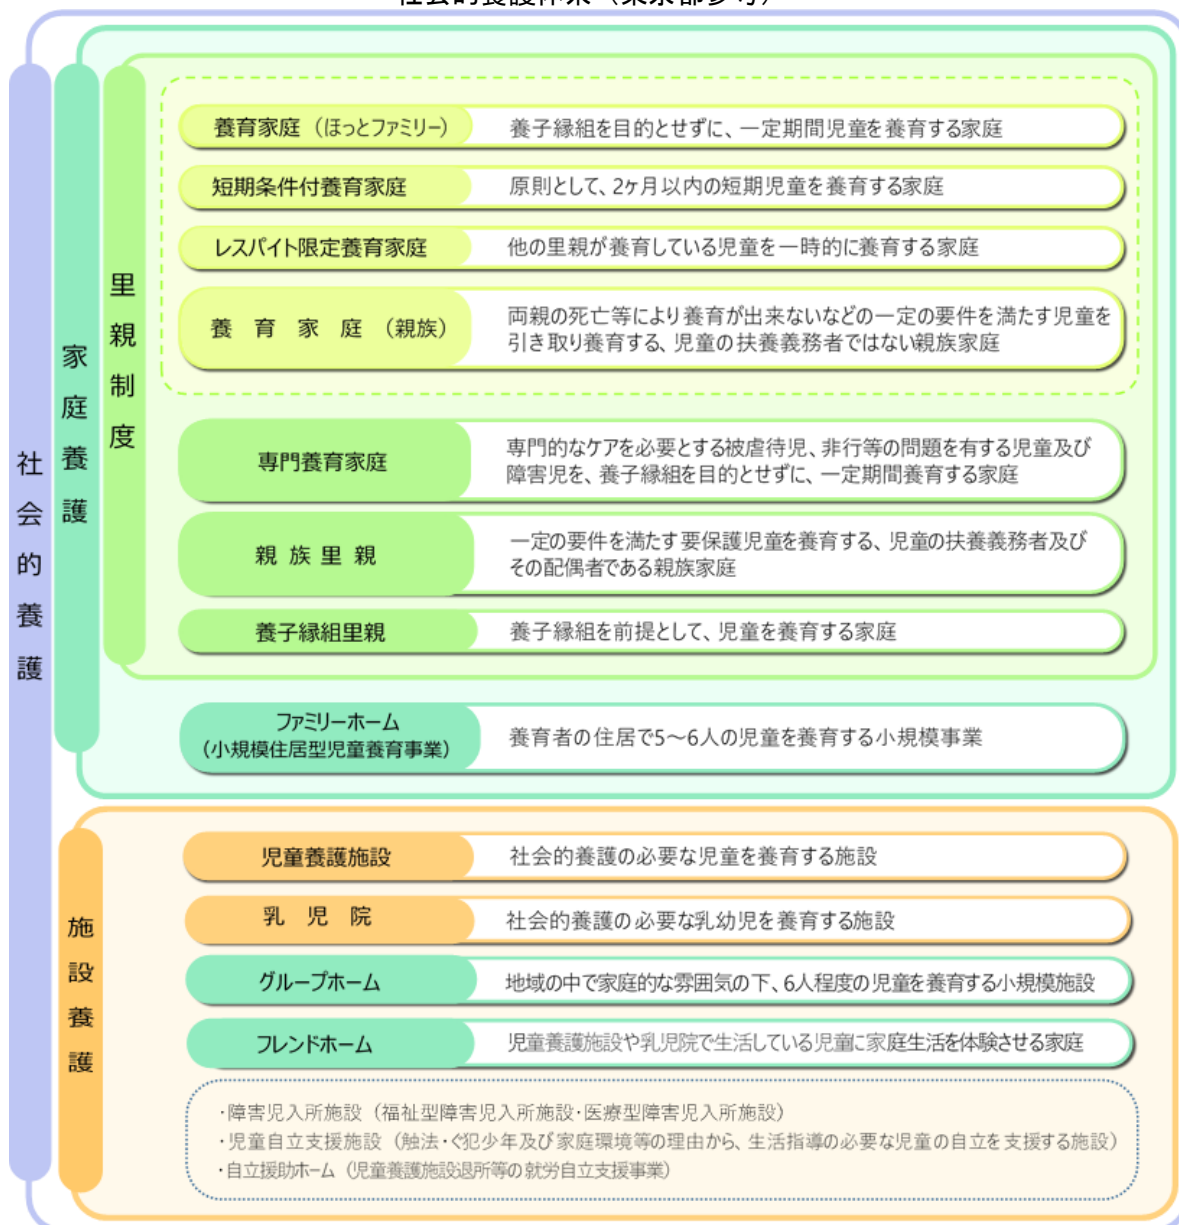 社会的養護体系（東京都参考）
社会的養護
家庭養護
里親制度
養育家庭（ほっとファミリー）
養子縁組を目的とせずに、一定期間児童を養育する家庭
短期条件付養育家庭
原則として、2ヶ月以内の短期児童を養育する家庭
レスパイト限定養育家庭
他の里親が養育している児童を一時的に養育する家庭
養 育 家 庭 （親族）
両親の死亡等により養育が出来ないなどの一定の要件を満たす児童を
引き取り養育する、児童の扶養義務者ではない親族家庭
専門養育家庭
専門的なケアを必要とする被虐待児、非行等の問題を有する児童及び
障害児を、養子縁組を目的とせずに、一定期間養育する家庭
親 族 里 親
一定の要件を満たす要保護児童を養育する、児童の扶養義務者及び
その配偶者である親族家庭
養子縁組里親
養子縁組を前提として、児童を養育する家庭
ファミリーホーム
（小規模住居型児童養育事業）
養育者の住居で5～6人の児童を養育する小規模事業
施設養護
児童養護施設
社会的養護の必要な児童を養育する施設
乳 児 院
社会的養護の必要な乳幼児を養育する施設
グループホーム
地域の中で家庭的な雰囲気の下、6人程度の児童を養育する小規模施設
フレンドホーム
児童養護施設や乳児院で生活している児童に家庭生活を体験させる家庭
・障害児入所施設（福祉型障害児入所施設・医療型障害児入所施設）
・児童自立支援施設（触法・ぐ犯少年及び家庭環境等の理由から、生活指導の必要な児童の自立を支援する施設）
・自立援助ホーム（児童養護施設退所等の就労自立支援事業）